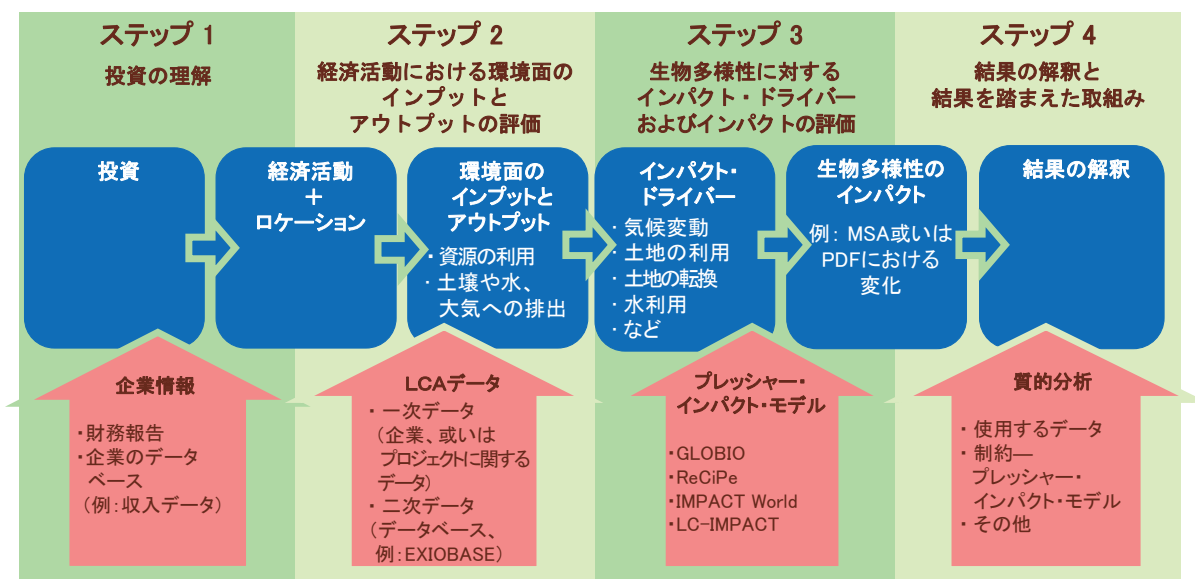 ステップ 1
投資の理解
ステップ 2
経済活動における環境面の
インプットと
アウトプットの評価
ステップ 3
生物多様性に対する
インパクト・ドライバー
およびインパクトの評価
ステップ 4
結果の解釈と
結果を踏まえた取組み
投資
経済活動
＋
ロケーション
環境面の
インプットと
アウトプット
・資源の利用
・土壌や水、
大気への排出
インパクト・
ドライバー
・気候変動
・土地の利用
・土地の転換
・水利用
・など
生物多様性の
インパクト
例： MSA或いは
PDFにおける
変化
結果の解釈
企業情報
・財務報告
・企業のデータ
ベース
（例：収入データ）
LCAデータ
・一次データ
（企業、或いは
プロジェクトに関する
データ）
・二次データ
（データベース、
例：EXIOBASE）
プレッシャー・
インパクト・モデル
・GLOBIO
・ReCiPe
・IMPACT World
・LC-IMPACT
質的分析
・使用するデータ
・制約―
プレッシャー・
インパクト・モデル
・その他